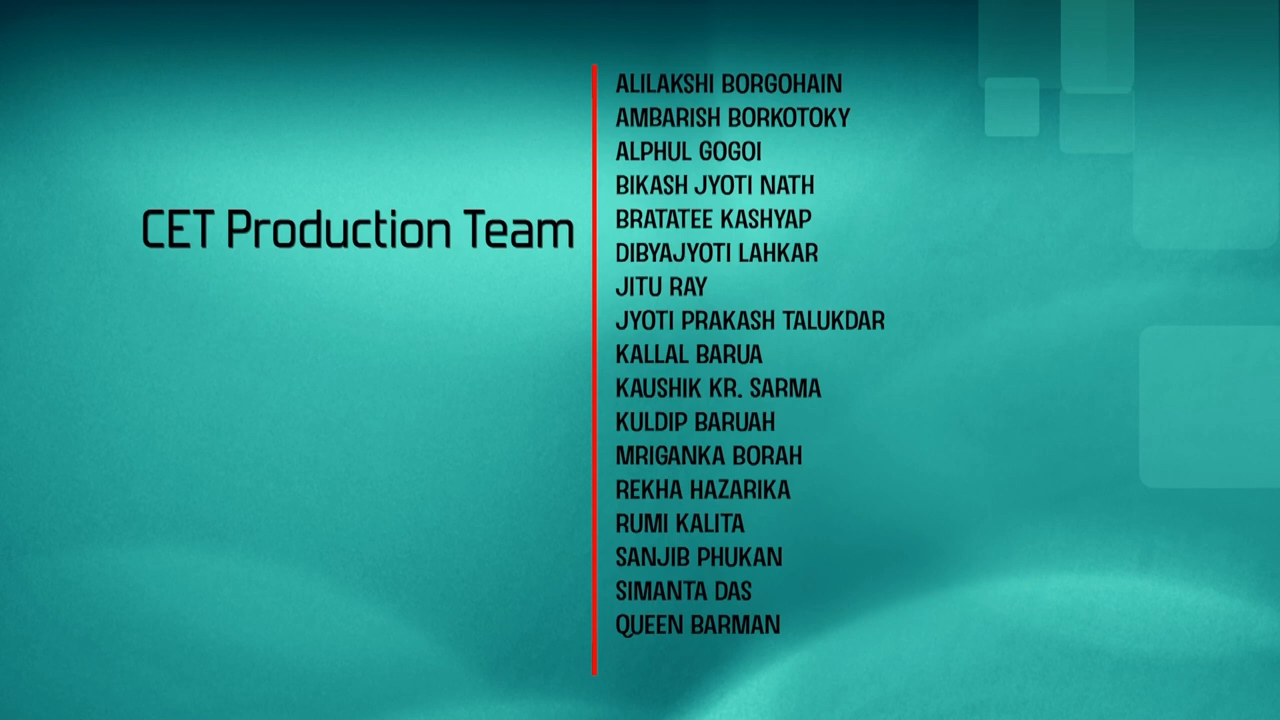 CET Production Team
ALILAKSHI BORGOHAIN
AMBARISH BORKOTOKY
ALPHUL GOGOI
BIKASH JYOTI NATH
BRATATEE KASHYAP
DIBYAJYOTI LAHKAR
JITU RAY
JYOTI PRAKASH TALUKDAR
KALLAL BARUA
KAUSHIK KR. SARMA
KULDIP BARUAH
MRIGANKA BORAH
REKHA HAZARIKA
RUMI KALITA
SANJIB PHUKAN
SIMANTA DAS
QUEEN BARMAN